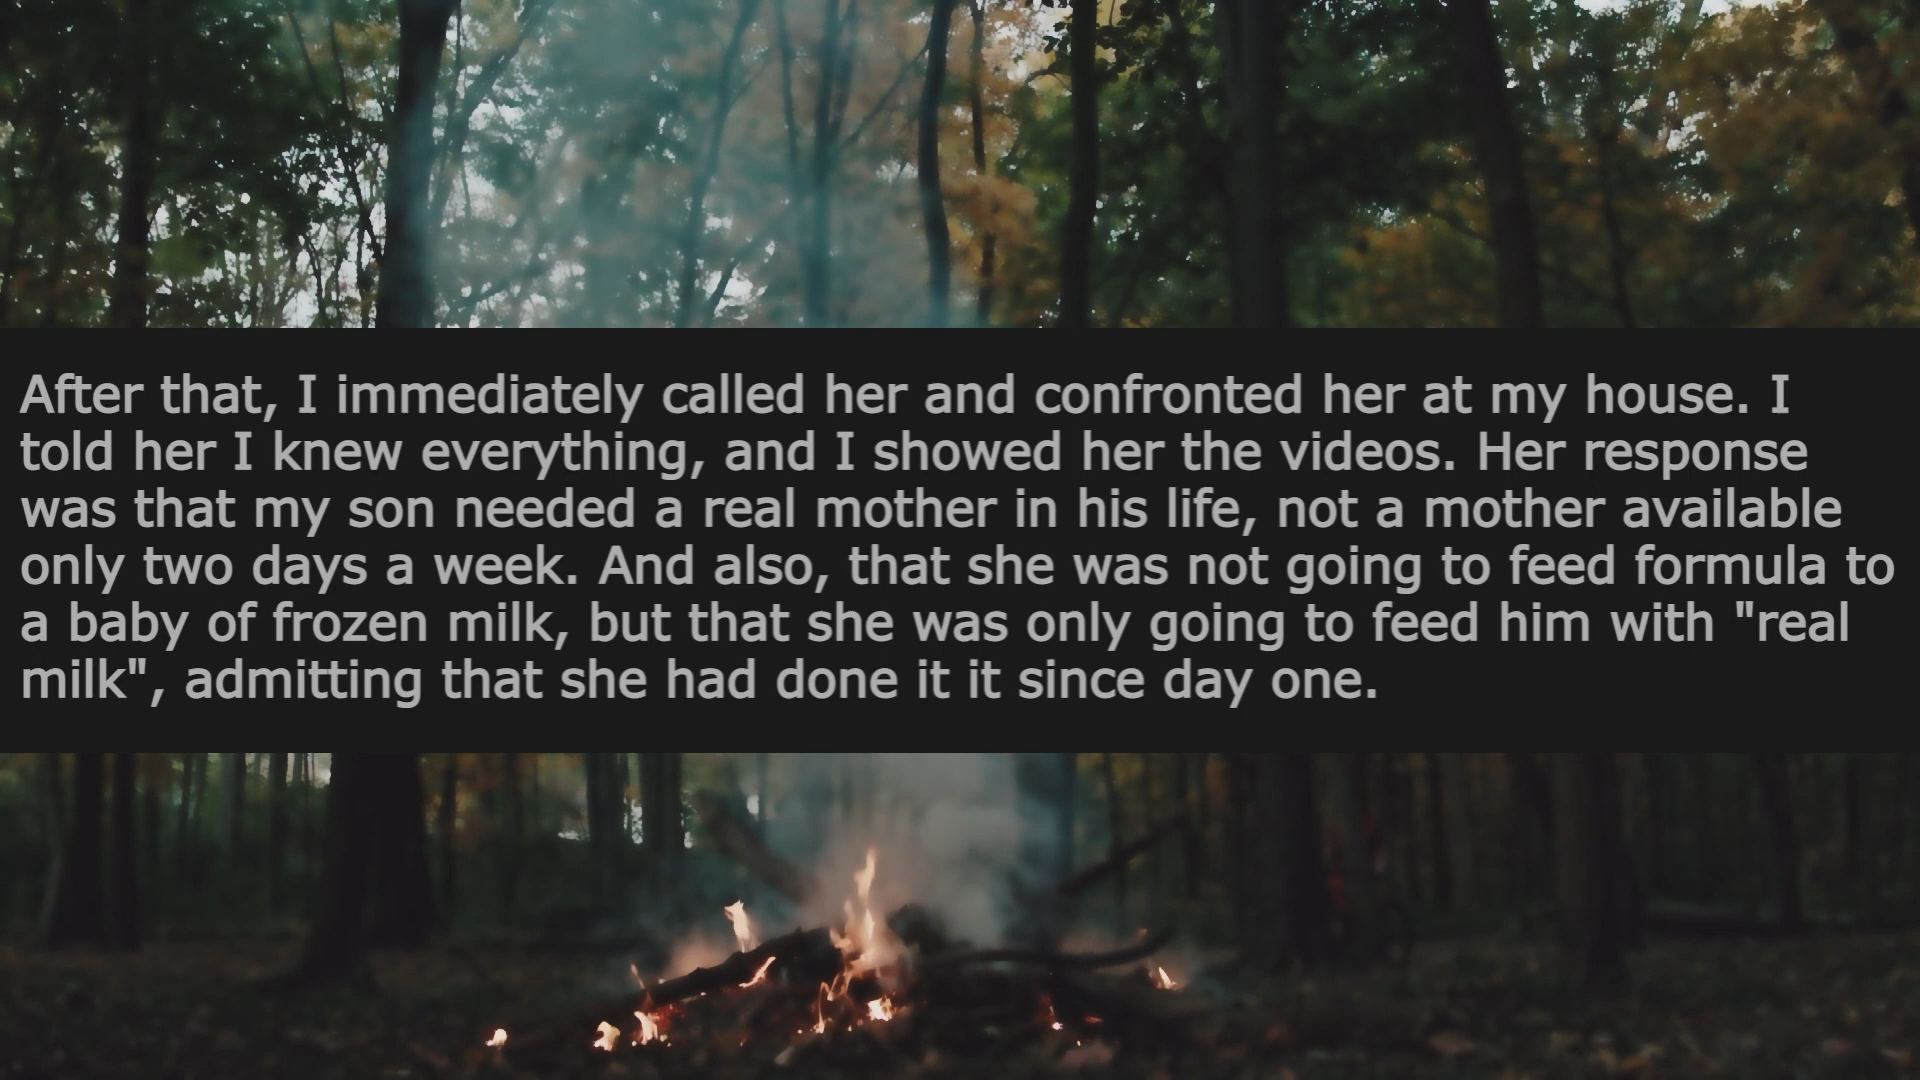 After that, I immediately called her and confronted her at my house. I
told her I knew everything, and I showed her the videos. Her response
was that my son needed a real mother in his life, not a mother available
only two days a week. And also, that she was not going to feed formula to
a baby of frozen milk, but that she was only going to feed him with "real
milk", admitting that she had done it it since day one.